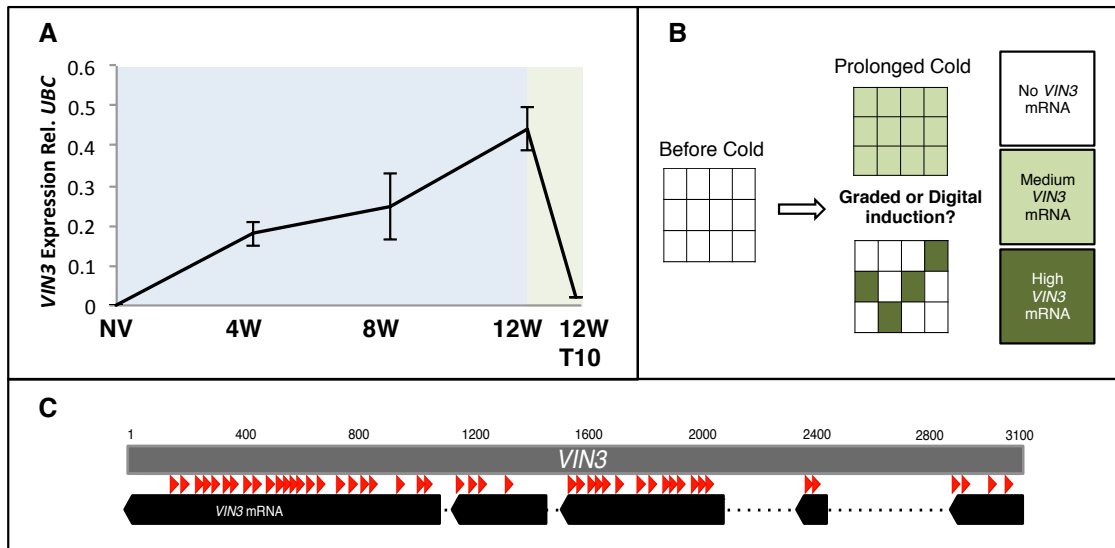 A
VIN3 Expression Rel. UBC
0.6
0.5
0.4
0.3
0.2
0.1
0
NV
4W
8W
12W
12W
T10
B
Before Cold
Prolonged Cold
Graded or Digital
induction?
No VIN3
mRNA
Medium
VIN3
mRNA
High
VIN3
mRNA
C
1
400
800
1200
1600
2000
2400
2800
3100
VIN3
VIN3 mRNA